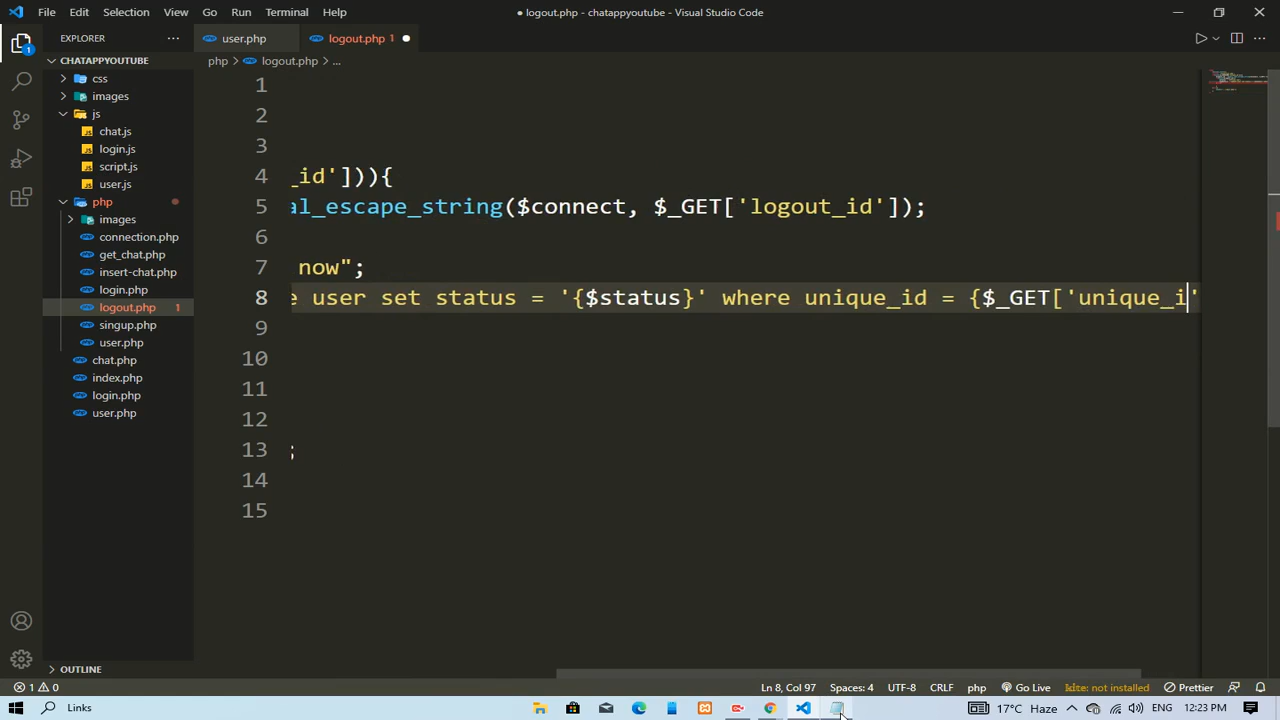 File Edit Selection View Go Run Terminal Help
● logout.php - chatappyoutube - Visual Studio Code
EXPLORER
user.php
logout.php 1
CHATAPPYOUTUBE
php > logout.php > ...
css
images
js
chat.js
login.js
script.js
user.js
php
images
connection.php
get_chat.php
insert-chat.php
login.php
logout.php 1
singup.php
user.php
chat.php
index.php
login.php
user.php
OUTLINE
1
2
3
4 _id'])){
5 al_escape_string($connect, $_GET['logout_id']);
6
7 now";
8 e user set status = '{$status}' where unique_id = {$_GET['unique_i'
9
10
11
12
13 ;
14
15
1 0
Ln 8, Col 97 Spaces: 4 UTF-8 CRLF php Go Live
not installed Prettier
Links
17°C Haze ENG 12:23 PM